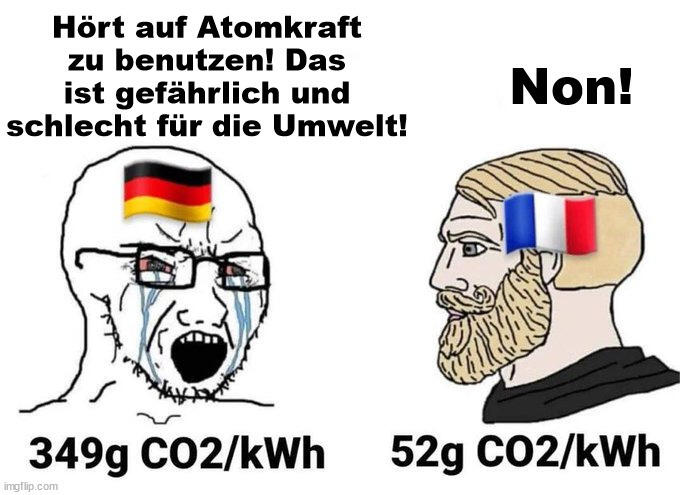 Hört auf Atomkraft
zu benutzen! Das
ist gefährlich und
schlecht für die Umwelt!
Non!
349g CO2/kWh
52g CO2/kWh
imgflip.com